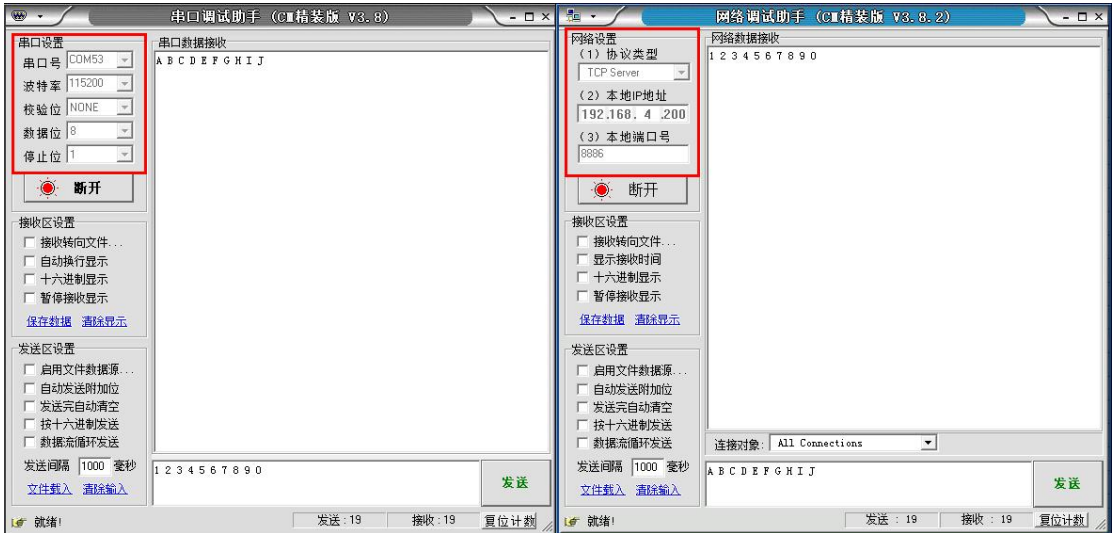 串口调试助手 (CⅢ精装版 V3.8)
串口设置
串口号 COM53
波特率 115200
校验位 NONE
数据位 8
停止位 1
断开
接收区设置
接收转向文件...
自动换行显示
十六进制显示
暂停接收显示
保存数据 清除显示
发送区设置
启用文件数据源...
自动发送附加位
发送完自动清空
按十六进制发送
数据流循环发送
发送间隔 1000 毫秒
文件载入 清除输入
串口数据接收
A B C D E F G H I J
1 2 3 4 5 6 7 8 9 0
发送
就绪!
发送:19
接收:19
复位计数
网络调试助手 (CⅢ精装版 V3.8.2)
网络设置
(1) 协议类型
TCP Server
(2) 本地IP地址
192.168. 4 .200
(3) 本地端口号
8886
断开
接收区设置
接收转向文件...
显示接收时间
十六进制显示
暂停接收显示
保存数据 清除显示
发送区设置
启用文件数据源...
自动发送附加位
发送完自动清空
按十六进制发送
数据流循环发送
发送间隔 1000 毫秒
文件载入 清除输入
网络数据接收
1 2 3 4 5 6 7 8 9 0
连接对象: All Connections
A B C D E F G H I J
发送
就绪!
发送 : 19
接收 : 19
复位计数